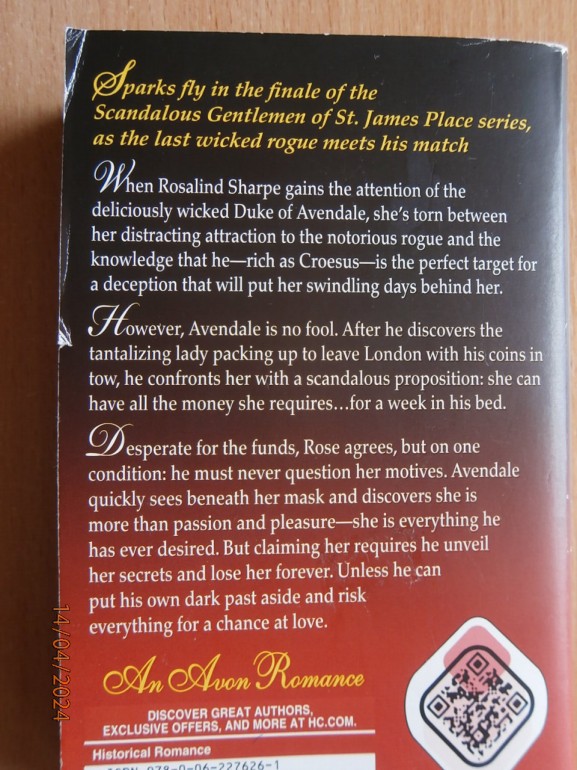 Sparks fly in the finale of the
Scandalous Gentlemen of St. James Place series,
as the last wicked rogue meets his match
When Rosalind Sharpe gains the attention of the
deliciously wicked Duke of Avendale, she's torn between
her distracting attraction to the notorious rogue and the
knowledge that he—rich as Croesus—is the perfect target for
a deception that will put her swindling days behind her.
However, Avendale is no fool. After he discovers the
tantalizing lady packing up to leave London with his coins in
tow, he confronts her with a scandalous proposition: she can
have all the money she requires...for a week in his bed.
Desperate for the funds, Rose agrees, but on one
condition: he must never question her motives. Avendale
quickly sees beneath her mask and discovers she is
more than passion and pleasure—she is everything he
has ever desired. But claiming her requires he unveil
her secrets and lose her forever. Unless he can
put his own dark past aside and risk
everything for a chance at love.
An Avon Romance
DISCOVER GREAT AUTHORS,
EXCLUSIVE OFFERS, AND MORE AT HC.COM.
Historical Romance
ISBN 978-0-06-227626-1
14/04/2024